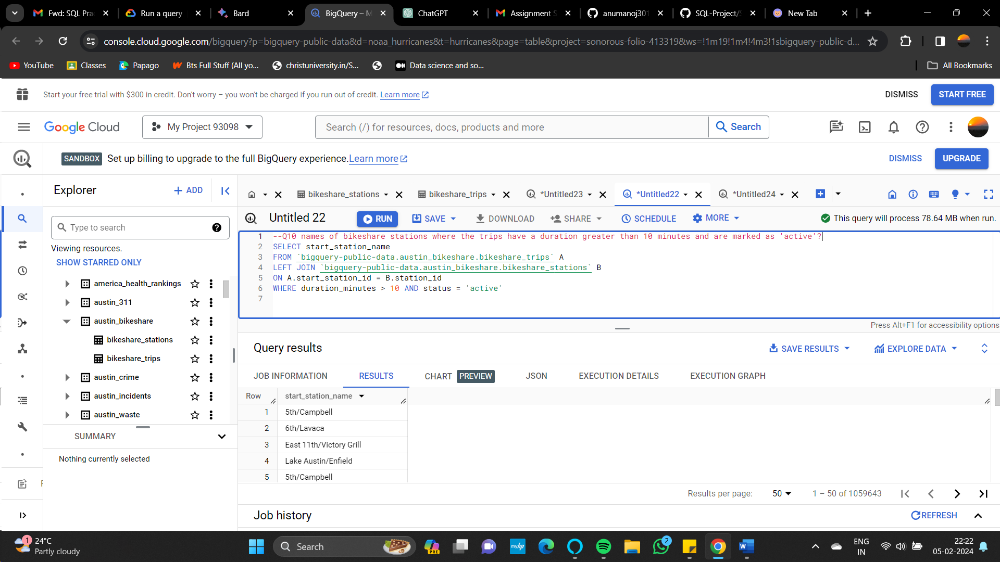 Fwd: SQL Pra
Run a query
Bard
BigQuery – M
ChatGPT
Assignment S
anumanoj301
SQL-Project/S
New Tab
console.cloud.google.com/bigquery?p=bigquery-public-data&d=noaa_hurricanes&t=hurricanes&page=table&project=sonorous-folio-413319&ws=!1m19!1m4!4m3!1sbigquery-public-d...
YouTube
Classes
Papago
Bts Full Stuff (All yo...
christuniversity.in/S...
Data science and so...
All Bookmarks
Start your free trial with $300 in credit. Don't worry – you won't be charged if you run out of credit. Learn more
DISMISS
START FREE
Google Cloud
My Project 93098
Search (/) for resources, docs, products and more
Search
SANDBOX Set up billing to upgrade to the full BigQuery experience. Learn more
DISMISS
UPGRADE
Explorer
+ ADD
bikeshare_stations
bikeshare_trips
*Untitled23
*Untitled22
*Untitled24
Untitled 22
RUN
SAVE
DOWNLOAD
SHARE
SCHEDULE
MORE
This query will process 78.64 MB when run.
Type to search
Viewing resources.
SHOW STARRED ONLY
america_health_rankings
austin_311
austin_bikeshare
bikeshare_stations
bikeshare_trips
austin_crime
austin_incidents
austin_waste
SUMMARY
Nothing currently selected
1 --Q10 names of bikeshare stations where the trips have a duration greater than 10 minutes and are marked as 'active'?
2 SELECT start_station_name
3 FROM `bigquery-public-data.austin_bikeshare.bikeshare_trips` A
4 LEFT JOIN `bigquery-public-data.austin_bikeshare.bikeshare_stations` B
5 ON A.start_station_id = B.station_id
6 WHERE duration_minutes > 10 AND status = 'active'
7
Press Alt+F1 for accessibility options
Query results
SAVE RESULTS
EXPLORE DATA
JOB INFORMATION
RESULTS
CHART PREVIEW
JSON
EXECUTION DETAILS
EXECUTION GRAPH
Row start_station_name
1 5th/Campbell
2 6th/Lavaca
3 East 11th/Victory Grill
4 Lake Austin/Enfield
5 5th/Campbell
Results per page: 50 1 – 50 of 1059643
Job history
REFRESH
1
24°C
Partly cloudy
Search
PRE
myhp
2
W
ENG
IN
22:22
05-02-2024